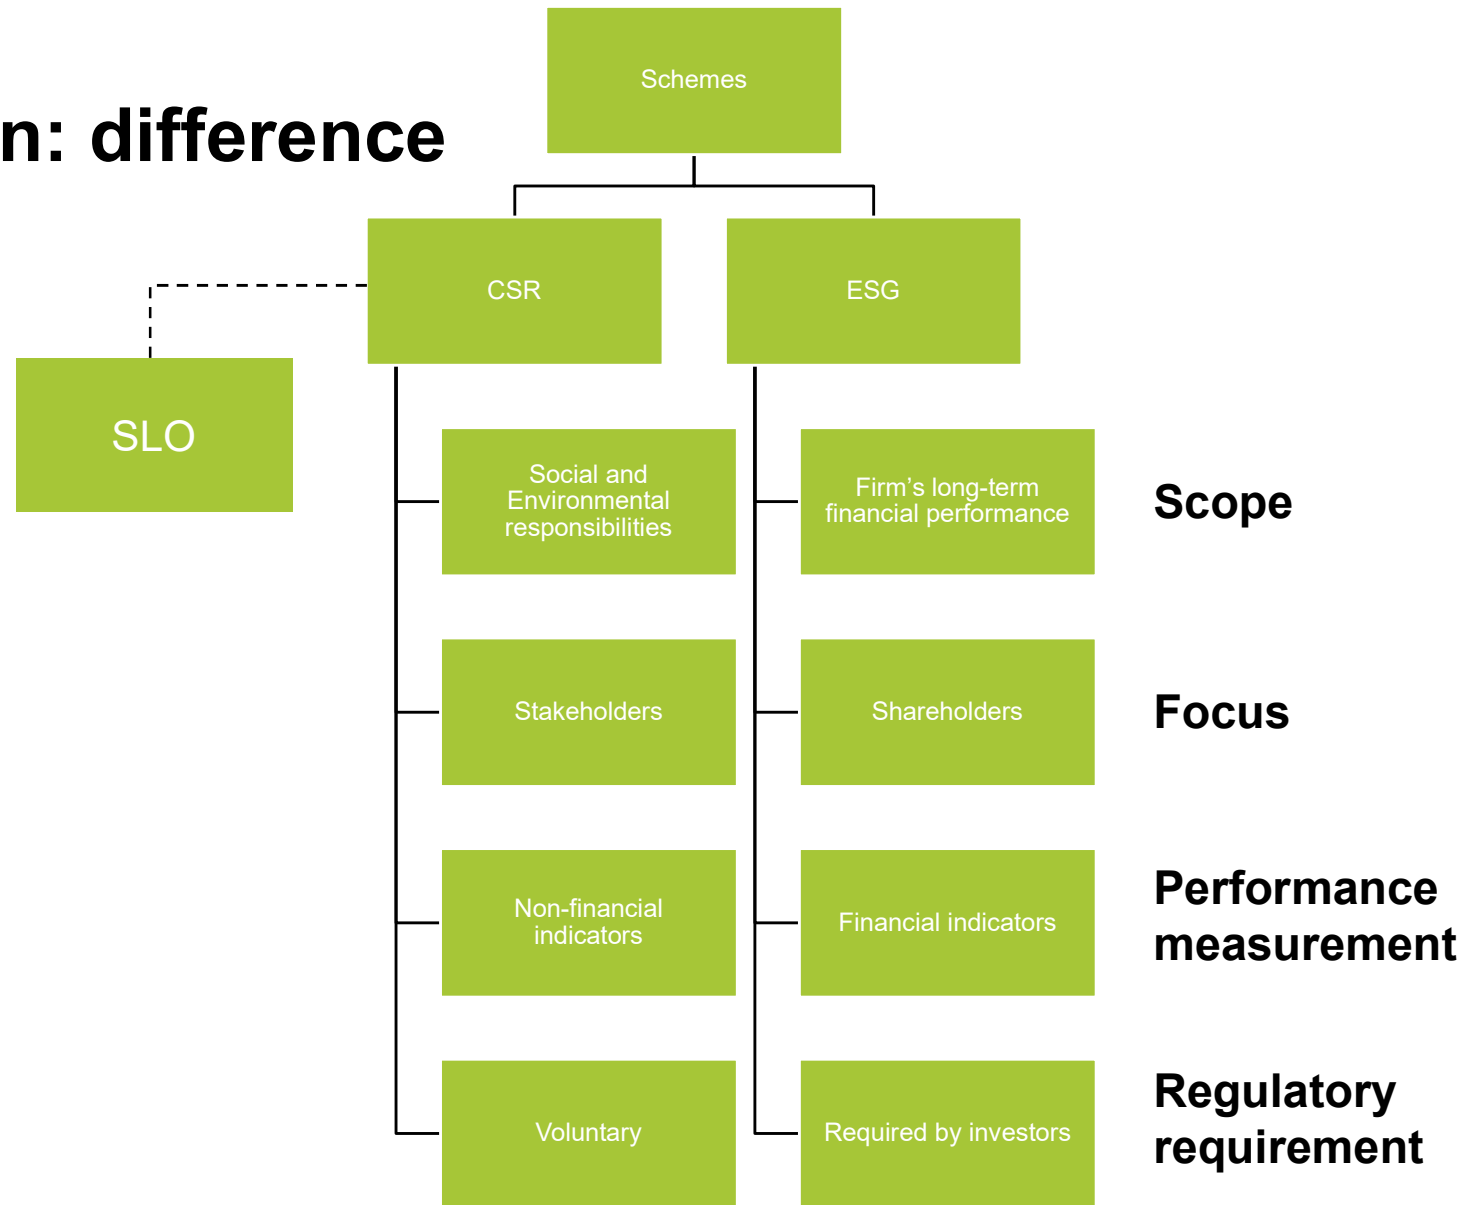 Schemes
n: difference
CSR
ESG
SLO
Social and
Environmental
responsibilities
Firm’s long-term
financial performance
Scope
Stakeholders
Shareholders
Focus
Non-financial
indicators
Financial indicators
Performance
measurement
Voluntary
Required by investors
Regulatory
requirement